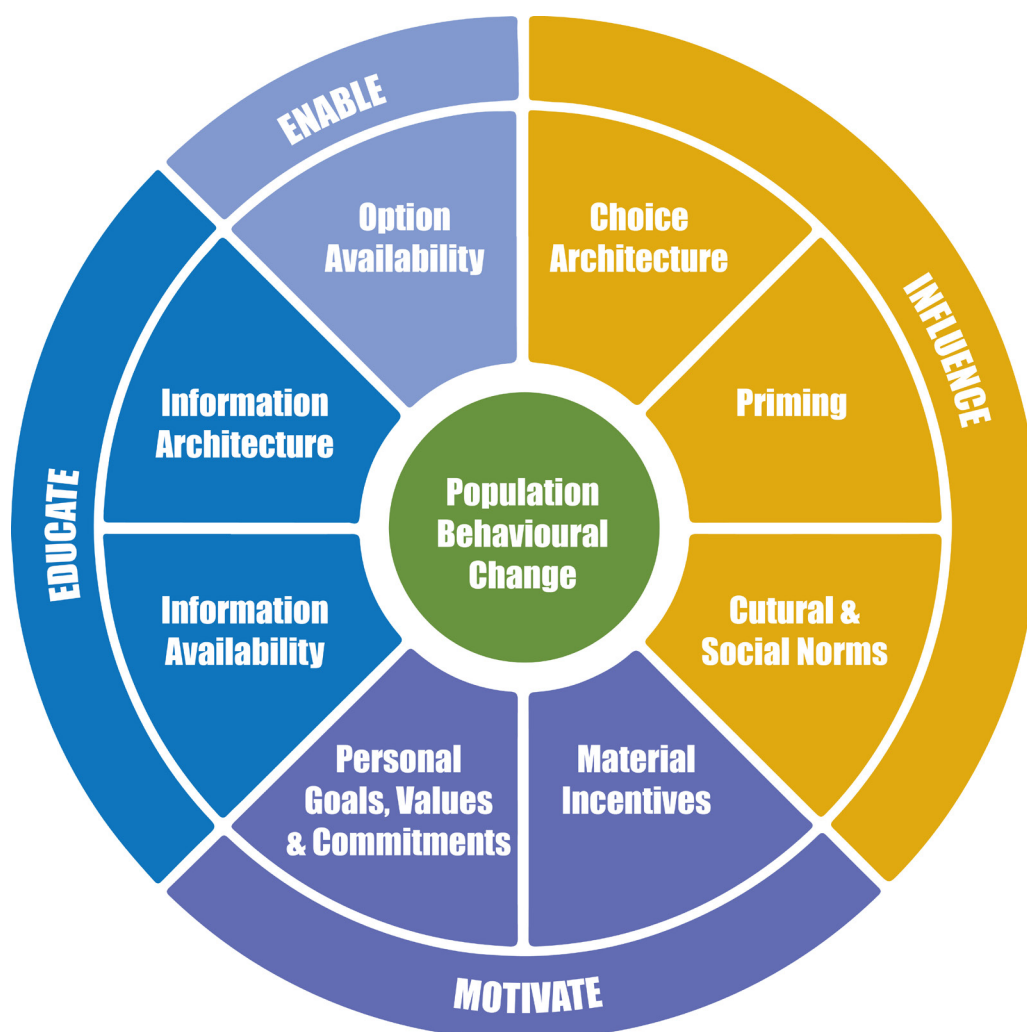 ENABLE
Option
Availability
Choice
Architecture
INFLUENCE
Priming
Cutural &
Social Norms
MOTIVATE
Material
Incentives
Personal
Goals, Values
& Commitments
EDUCATE
Information
Availability
Information
Architecture
Population
Behavioural
Change